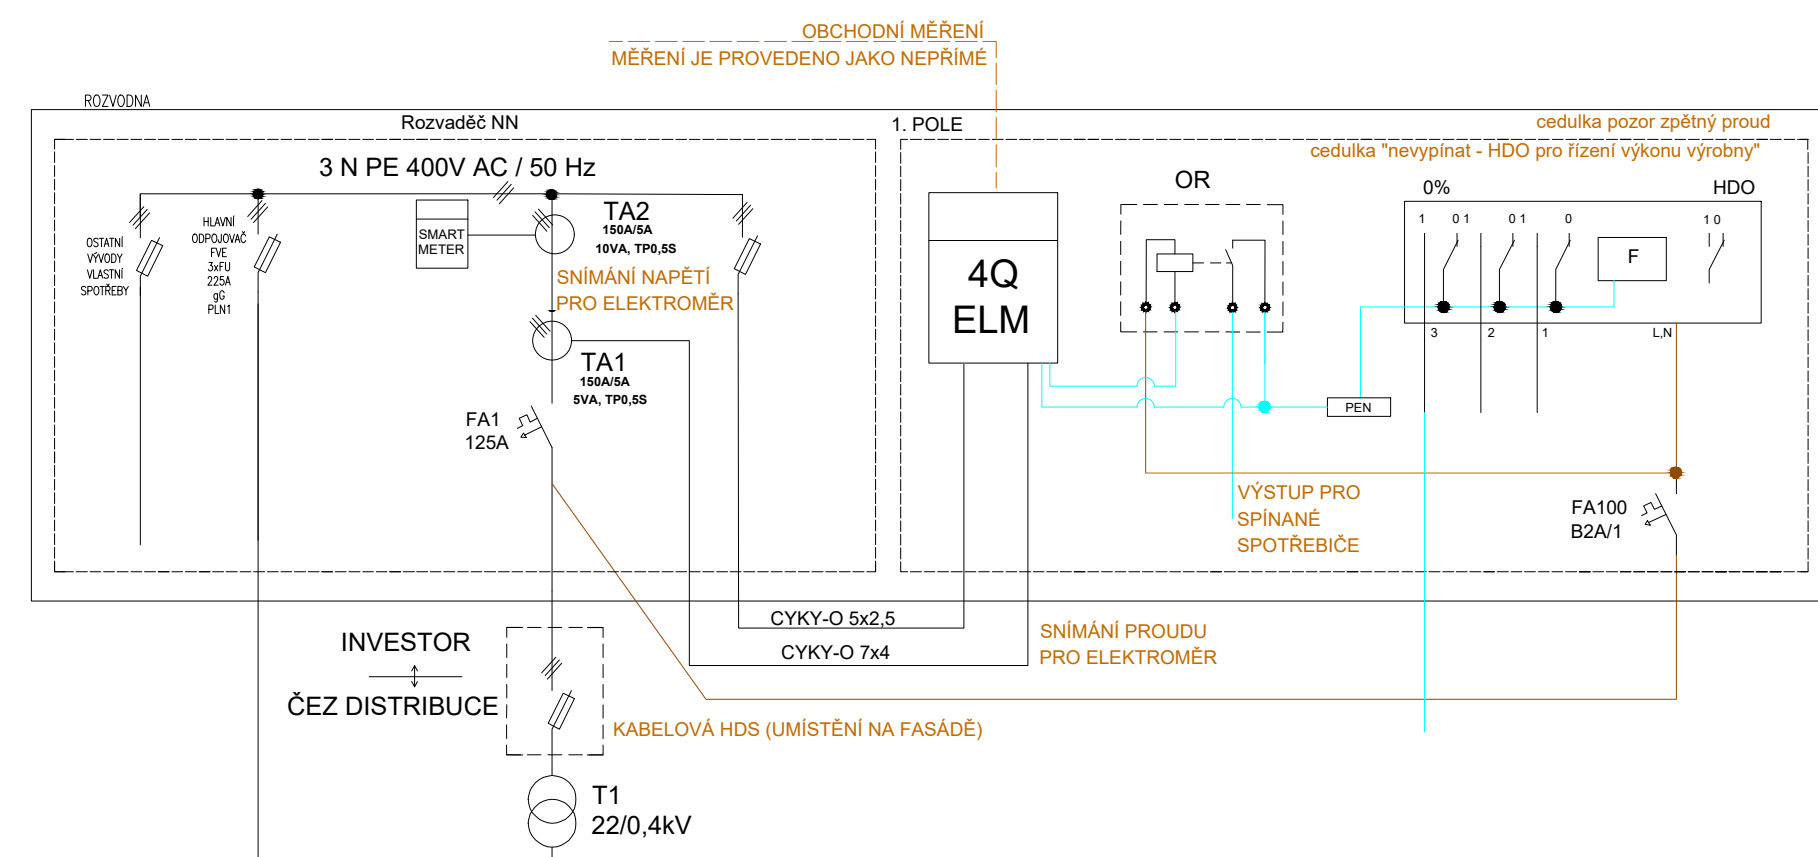 OBCHODNÍ MĚŘENÍ
MĚŘENÍ JE PROVEDENO JAKO NEPŘÍMÉ
ROZVODNA
Rozvaděč NN
1. POLE
cedulka pozor zpětný proud
cedulka "nevypínat - HDO pro řízení výkonu výrobny"
3 N PE 400V AC / 50 Hz
OSTATNÍ
VÝVODY
VLASTNÍ
SPOTŘEBY
HLAVNÍ
ODPOJOVAČ
FVE
3xFU
225A
gG
PLN1
SMART
METER
TA2
150A/5A
10VA, TP0,5S
SNÍMÁNÍ NAPĚTÍ
PRO ELEKTROMĚR
TA1
150A/5A
5VA, TP0,5S
FA1
125A
4Q
ELM
OR
0%
HDO
1 0 1 0 1 0 1 0
F
3 2 1 L,N
PEN
VÝSTUP PRO
SPÍNANÉ
SPOTŘEBIČE
FA100
B2A/1
CYKY-O 5x2,5
CYKY-O 7x4
SNÍMÁNÍ PROUDU
PRO ELEKTROMĚR
INVESTOR
ČEZ DISTRIBUCE
KABELOVÁ HDS (UMÍSTĚNÍ NA FASÁDĚ)
T1
22/0,4kV